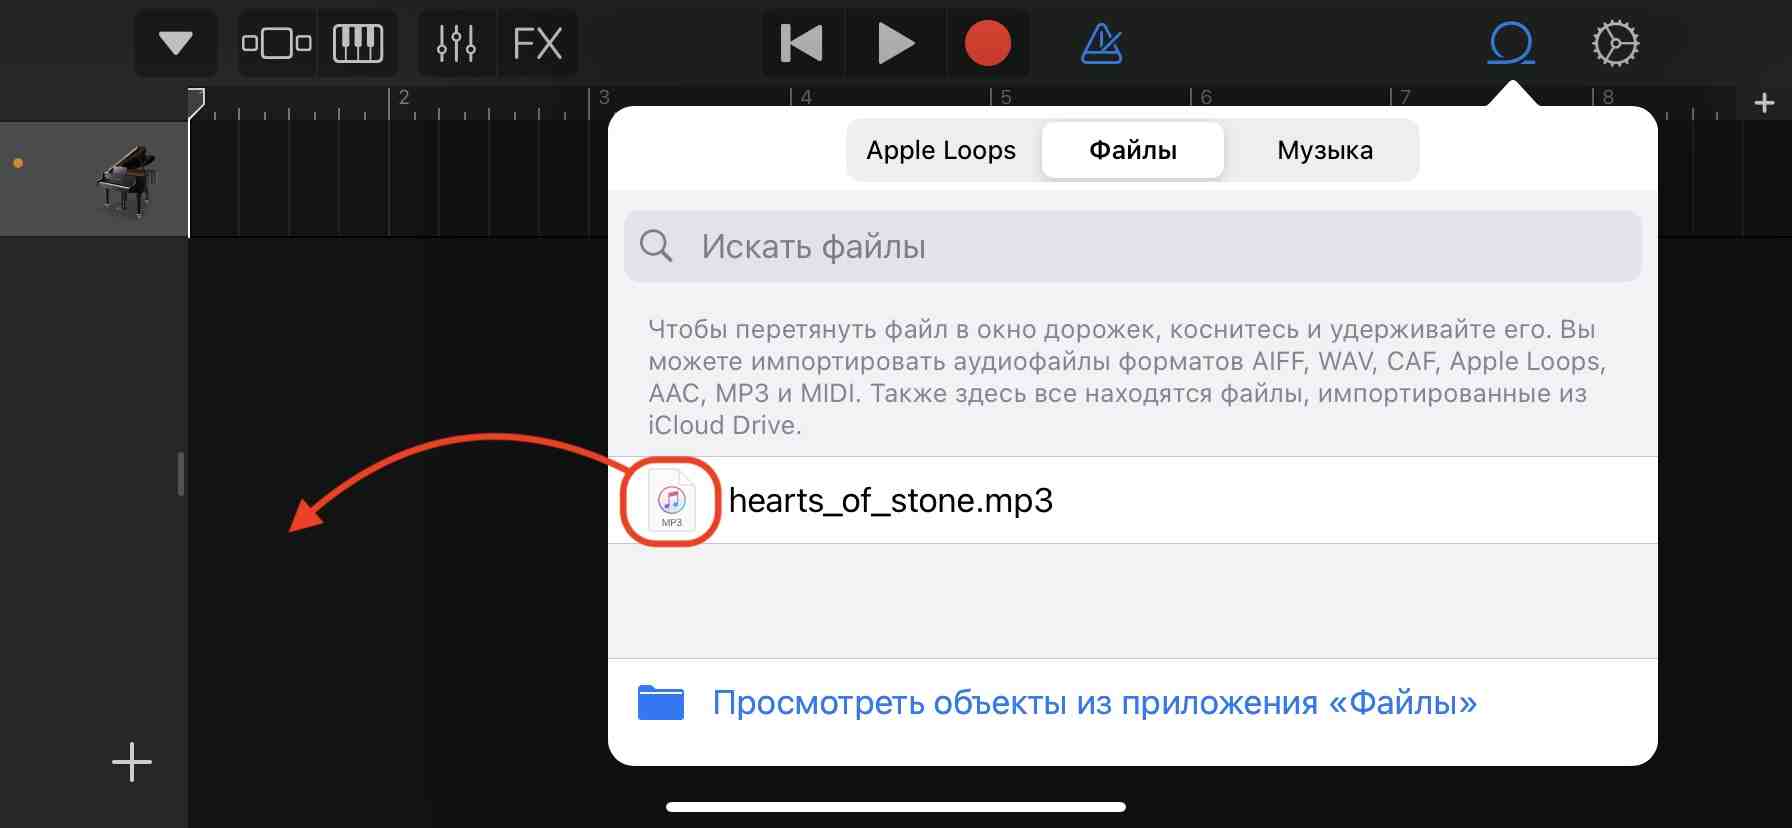 FX
2
3
4
5
6
7
8
Apple Loops
Файлы
Музыка
Искать файлы
Чтобы перетянуть файл в окно дорожек, коснитесь и удерживайте его. Вы
можете импортировать аудиофайлы форматов AIFF, WAV, CAF, Apple Loops,
AAC, MP3 и MIDI. Также здесь все находятся файлы, импортированные из
iCloud Drive.
MP3
hearts_of_stone.mp3
Просмотреть объекты из приложения «Файлы»